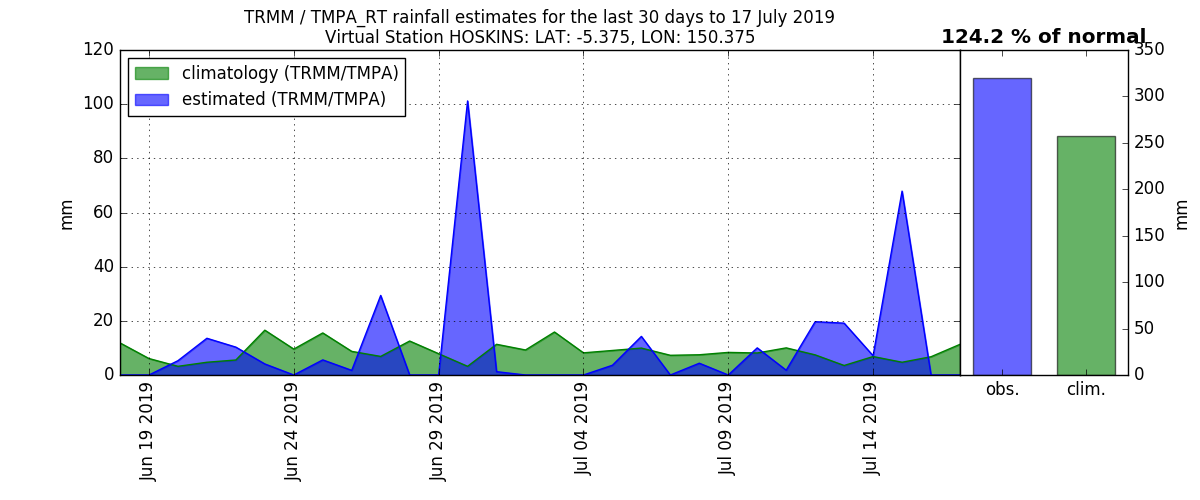 TRMM / TMPA_RT rainfall estimates for the last 30 days to 17 July 2019
Virtual Station HOSKINS: LAT: -5.375, LON: 150.375
124.2 % of normal
climatology (TRMM/TMPA)
estimated (TRMM/TMPA)
mm
120
100
80
60
40
20
0
Jun 19 2019
Jun 24 2019
Jun 29 2019
Jul 04 2019
Jul 09 2019
Jul 14 2019
obs.
clim.
350
300
250
200
150
100
50
0
mm